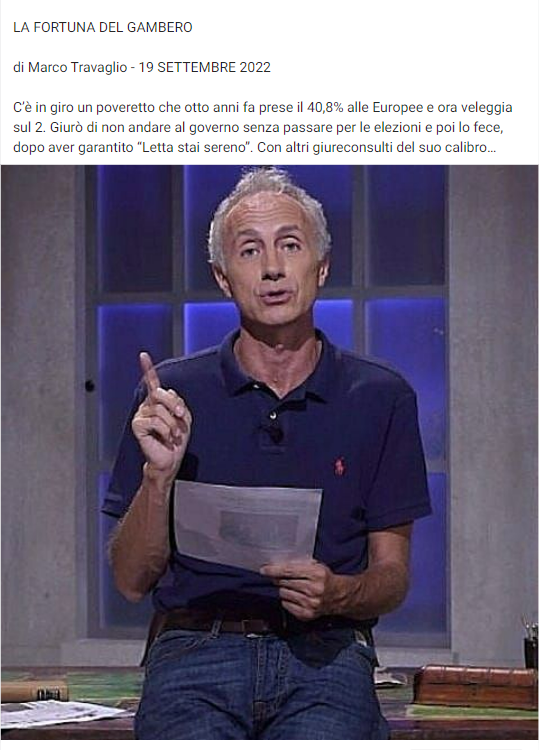 LA FORTUNA DEL GAMBERO
di Marco Travaglio - 19 SETTEMBRE 2022
C'è in giro un poveretto che otto anni fa prese il 40,8% alle Europee e ora veleggia
sul 2. Giurò di non andare al governo senza passare per le elezioni e poi lo fece,
dopo aver garantito “Letta stai sereno”. Con altri giureconsulti del suo calibro…